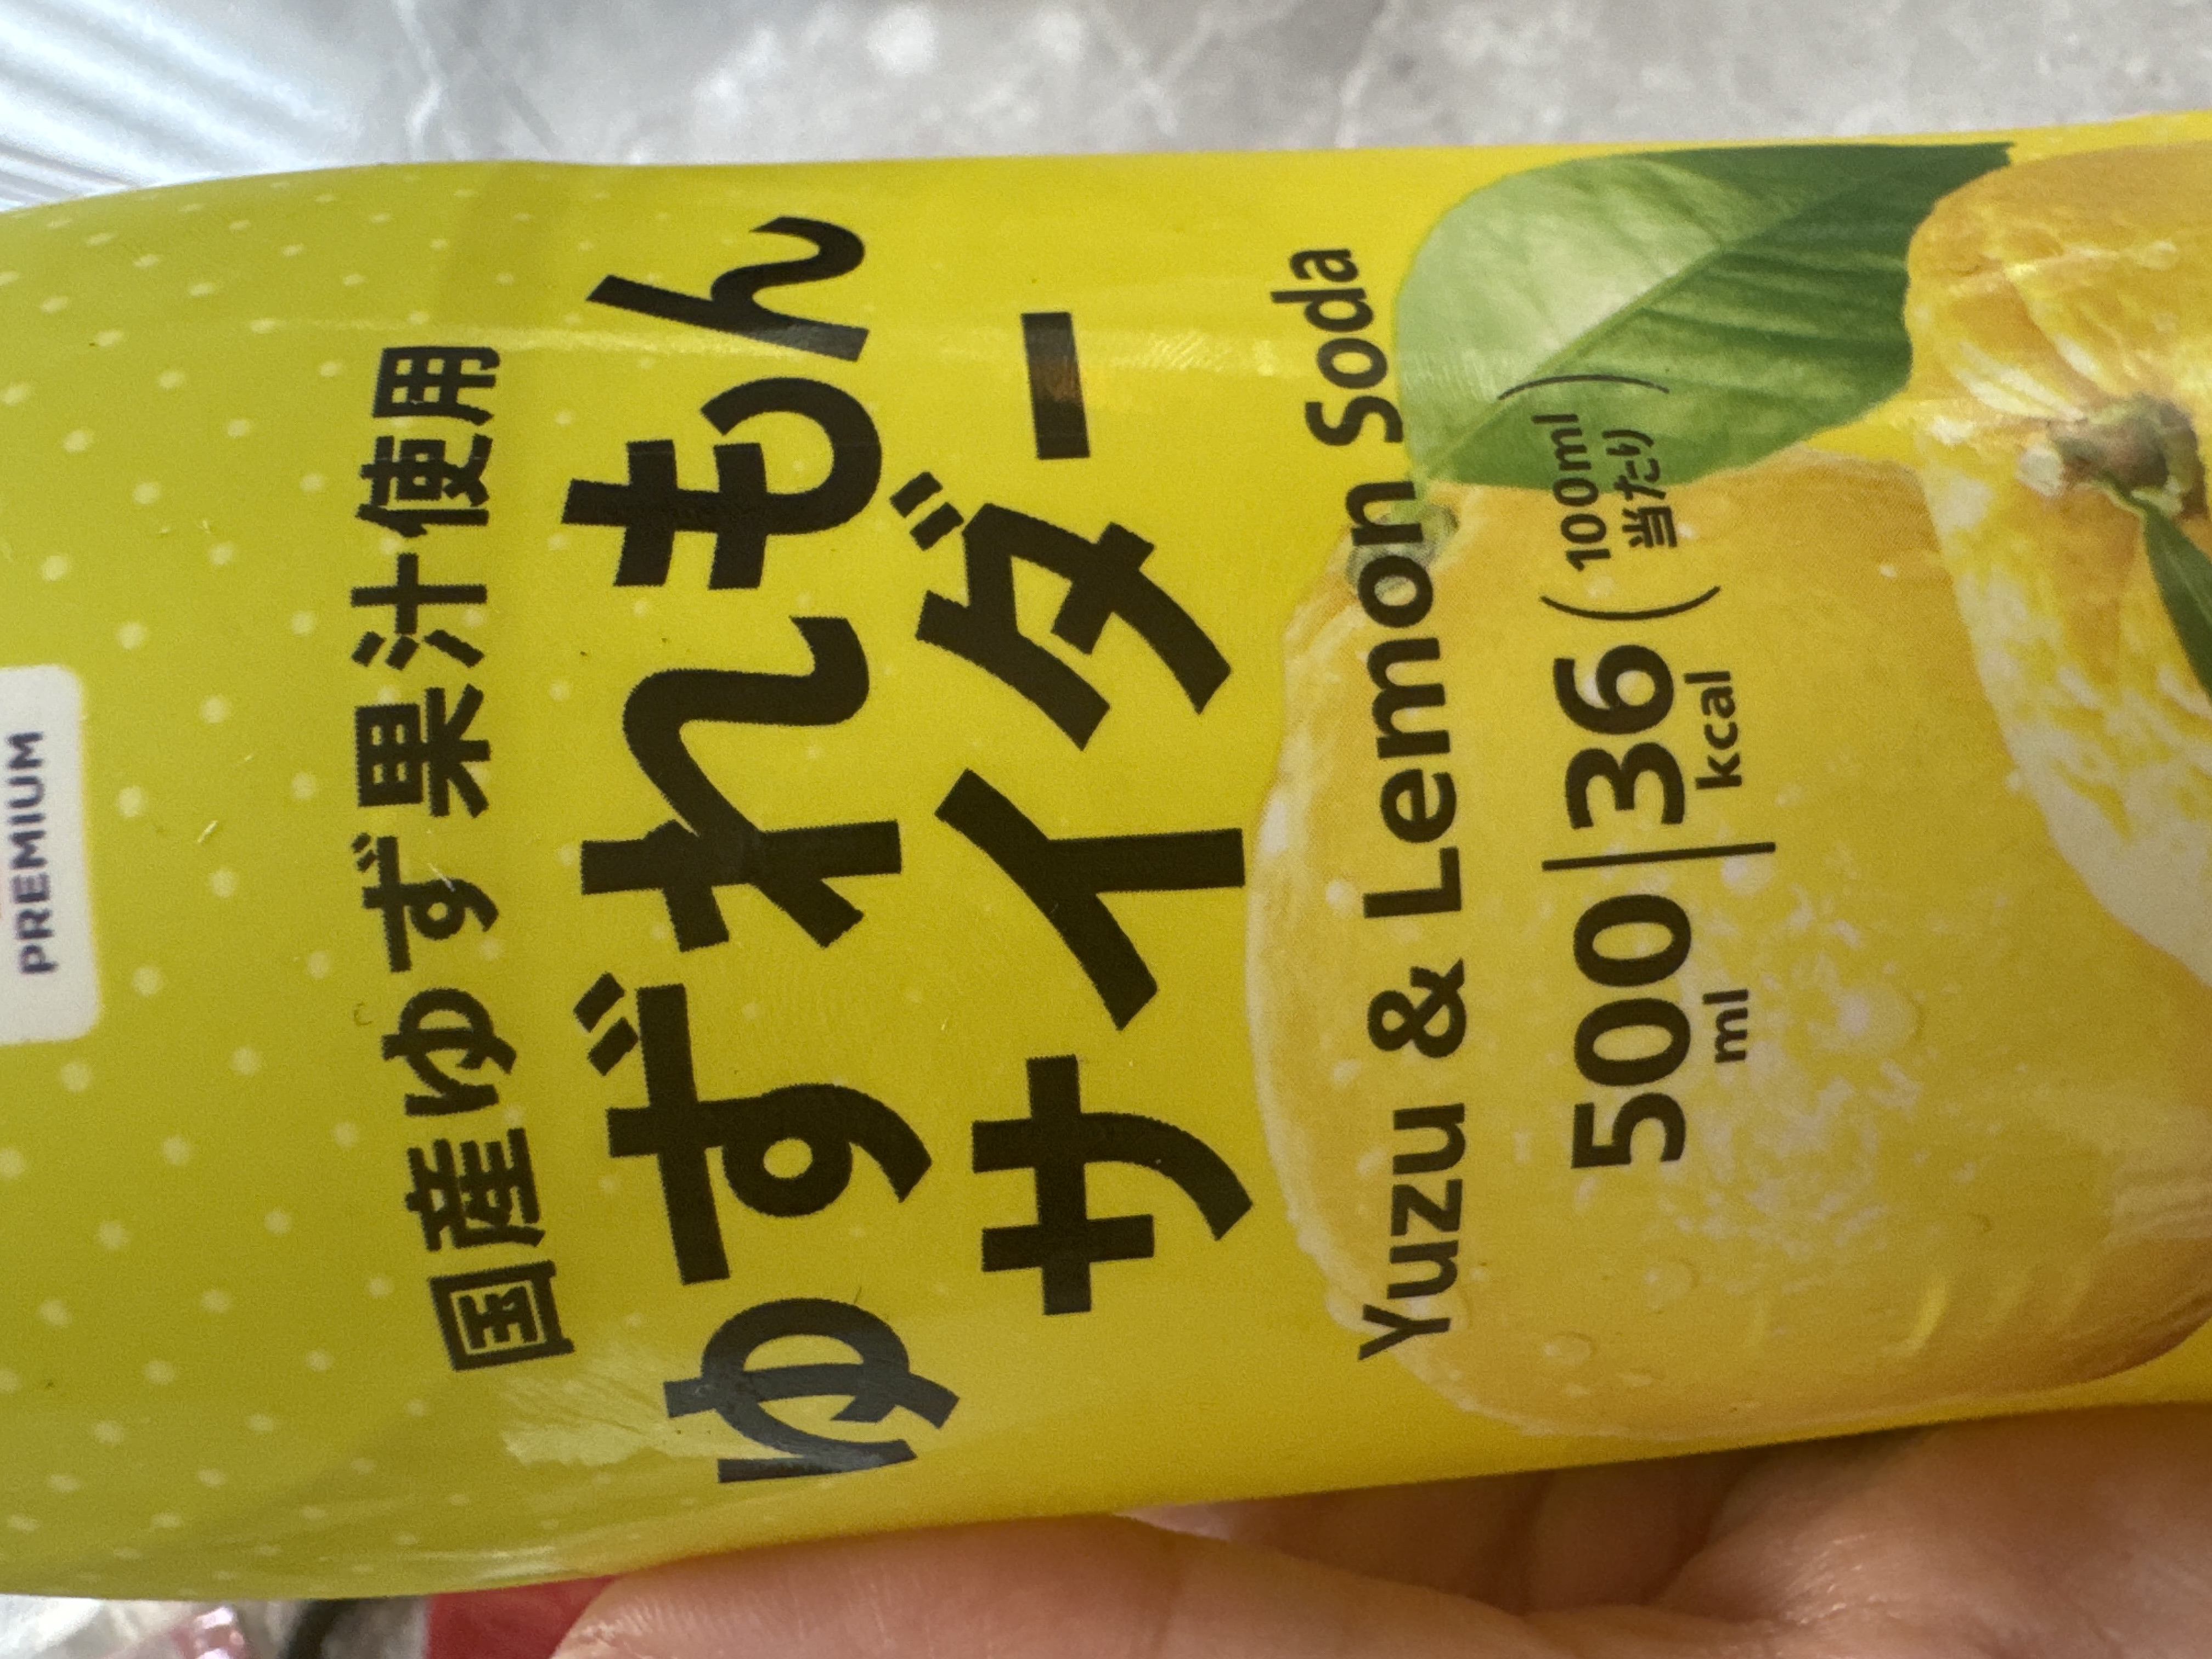 PREMIUM
国産ゆず果汁使用
ゆずれもん
サイダー
Yuzu & Lemon Soda
500ml|36kcal(100ml当たり)